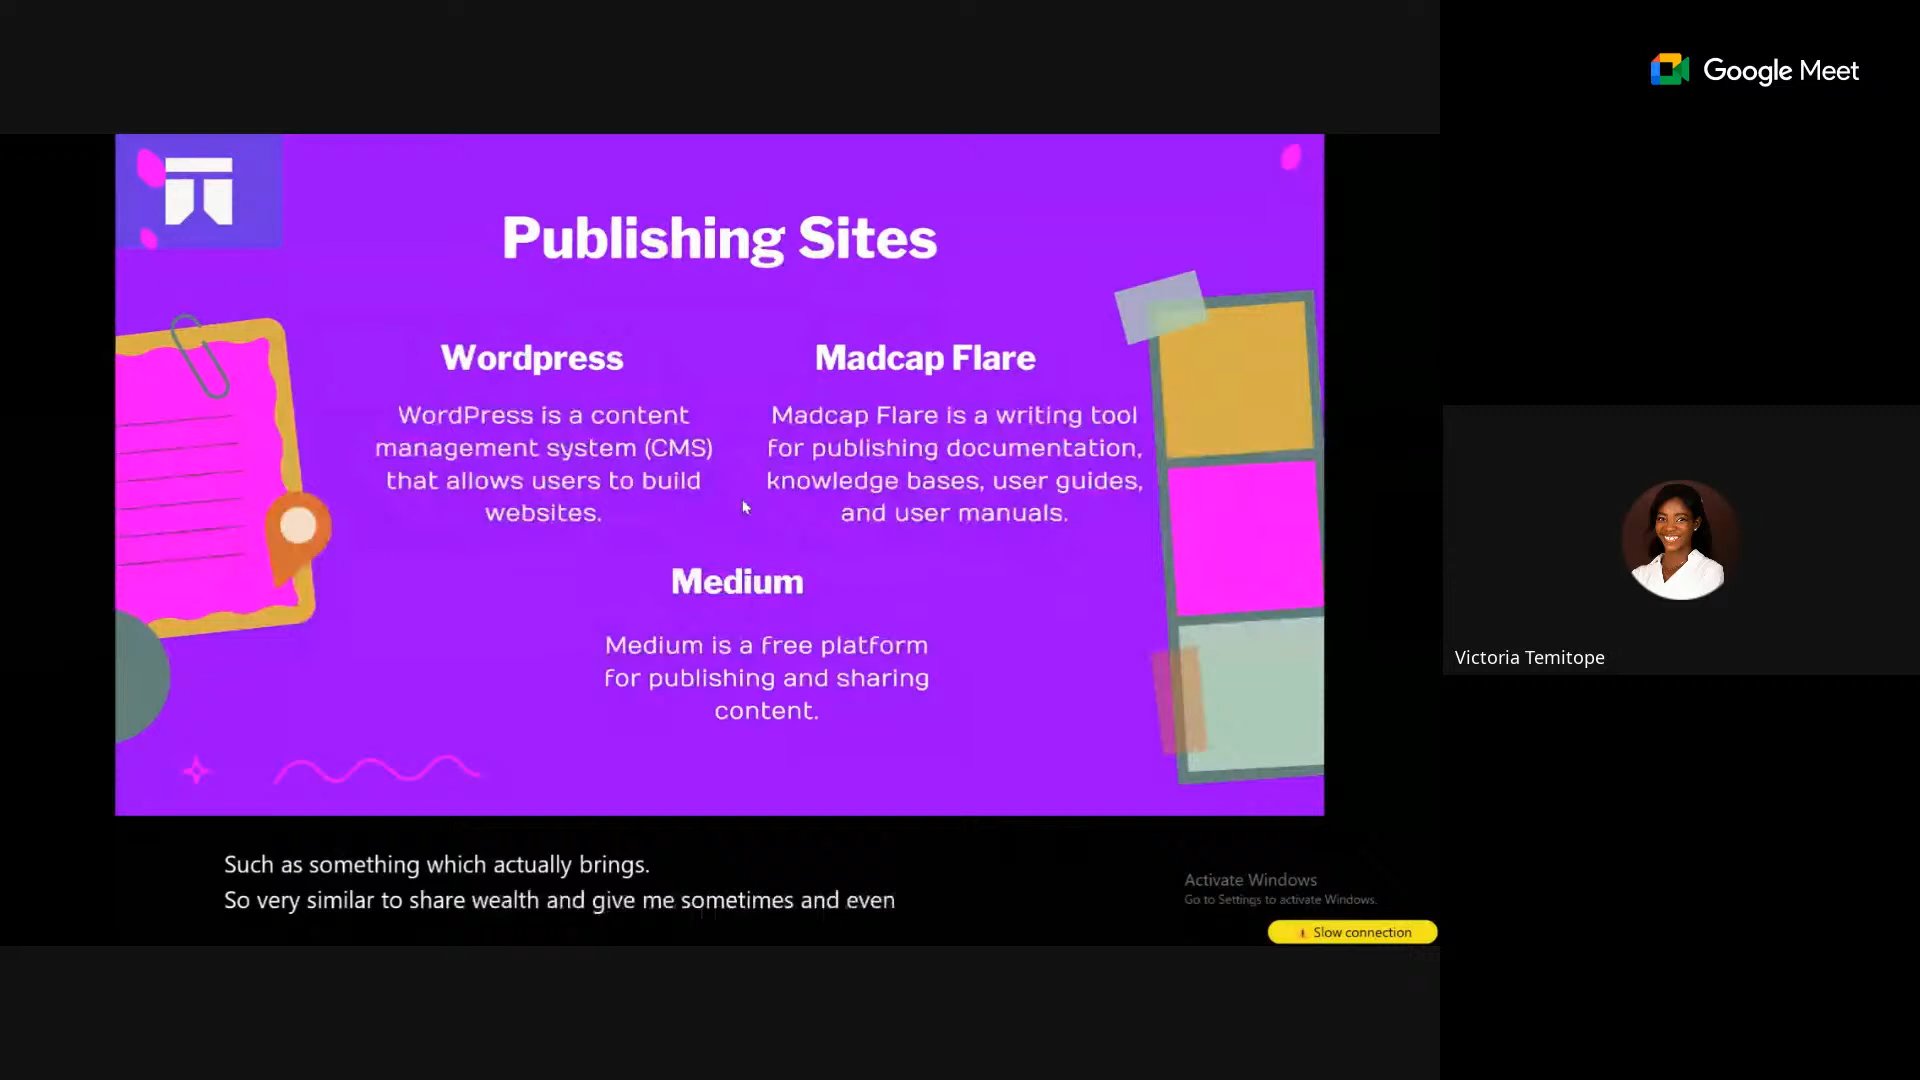 Google Meet
Publishing Sites
Wordpress
WordPress is a content
management system (CMS)
that allows users to build
websites.
Madcap Flare
Madcap Flare is a writing tool
for publishing documentation,
knowledge bases, user guides,
and user manuals.
Medium
Medium is a free platform
for publishing and sharing
content.
Victoria Temitope
Such as something which actually brings.
So very similar to share wealth and give me sometimes and even
Activate Windows
Go to Settings to activate Windows.
Slow connection